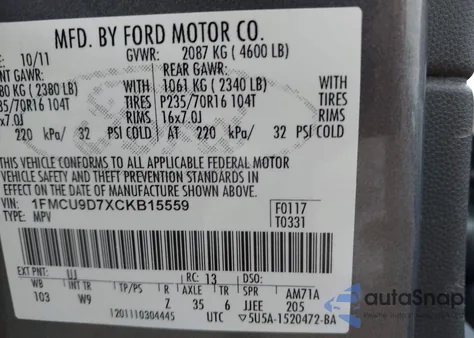 MFD. BY FORD MOTOR CO.
10/11 GVWR: 2087 KG ( 4600 LB)
NT GAWR: REAR GAWR:
80 KG ( 2380 LB) WITH 1061 KG ( 2340 LB) WITH
35/70R16 104T TIRES P235/70R16 104T TIRES
x7.0J RIMS 16x7.0J RIMS
220 kPa/ 32 PSI COLD AT 220 kPa/ 32 PSI COLD
THIS VEHICLE CONFORMS TO ALL APPLICABLE FEDERAL MOTOR
VEHICLE SAFETY AND THEFT PREVENTION STANDARDS IN
EFFECT ON THE DATE OF MANUFACTURE SHOWN ABOVE.
VIN: 1FMCU9D7XCKB15559 F0117
TYPE: MPV T0331
EXT PNT: UJ RC: 13 DSO:
WB INT TR TP/PS R AXLE TR SPR AM71A
103 W9 Z 35 6 JJEE 205
1201110304445 UTC ▽5U5A-1520472-BA
autoSnap